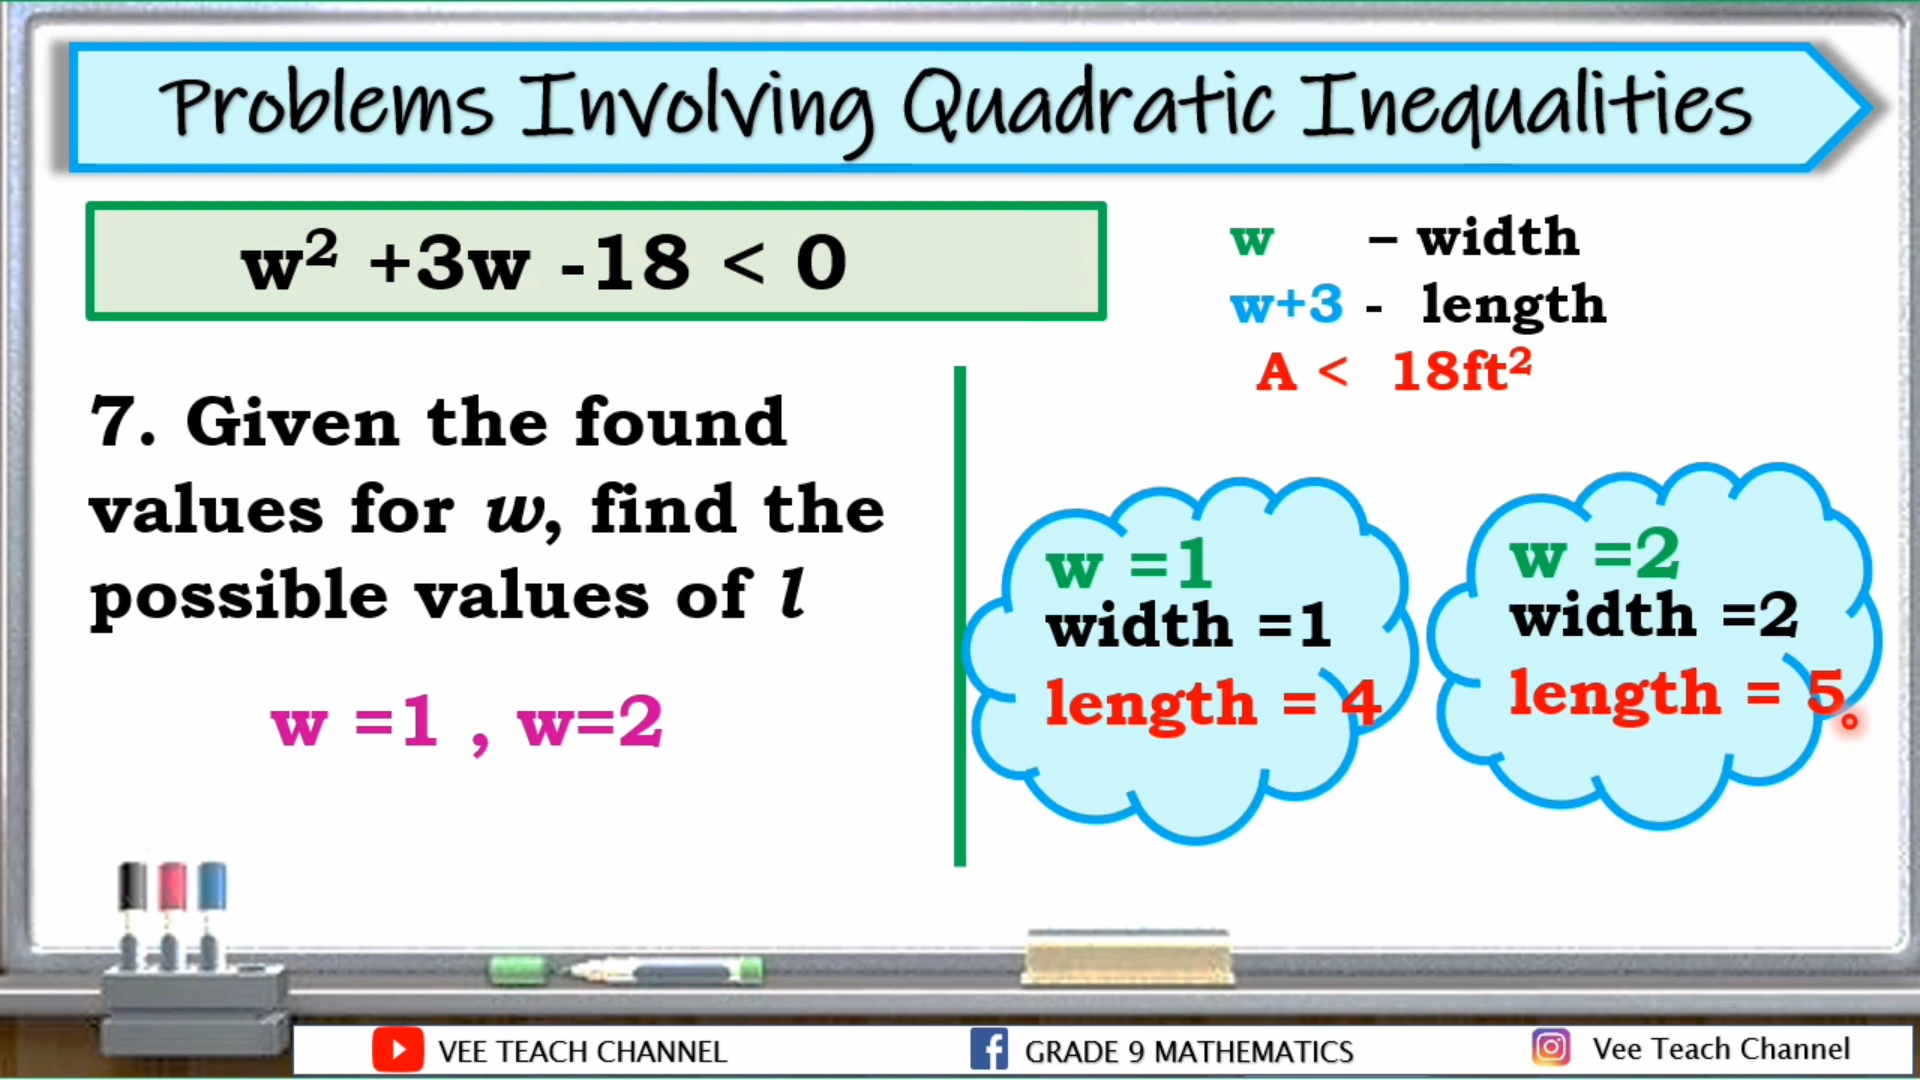 Problems Involving Quadratic Inequalities
w² +3w -18 < 0
w – width
w+3 - length
A < 18ft²
7. Given the found
values for w, find the
possible values of l
w =1 , w=2
w =1
width =1
length = 4
w =2
width =2
length = 5
VEE TEACH CHANNEL
GRADE 9 MATHEMATICS
Vee Teach Channel